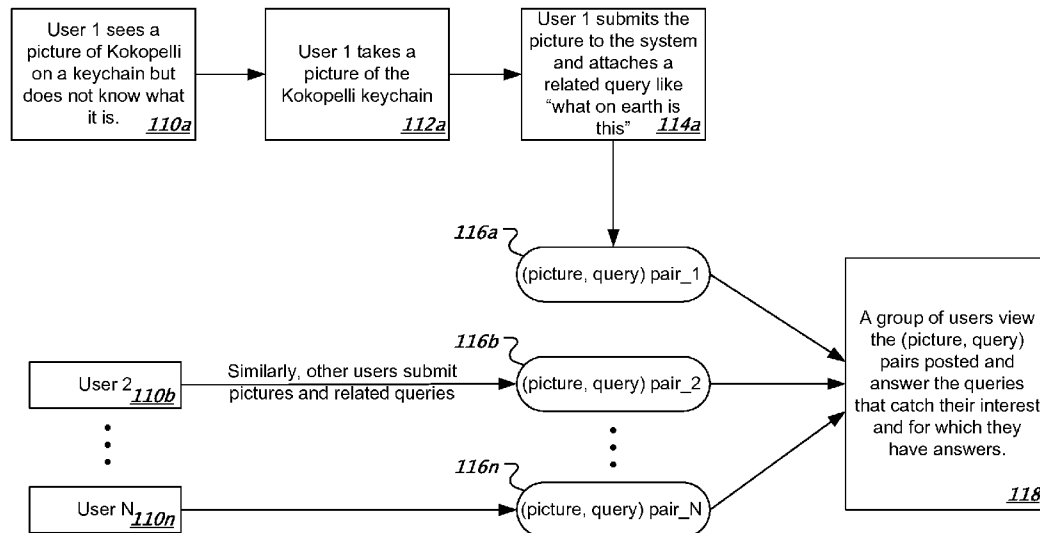 User 1 sees a
picture of Kokopelli
on a keychain but
does not know what
it is.
110a
User 1 takes a
picture of the
Kokopelli keychain
112a
User 1 submits the
picture to the system
and attaches a
related query like
“what on earth is
this”
114a
116a
(picture, query) pair_1
116b
User 2
110b
Similarly, other users submit
pictures and related queries
(picture, query) pair_2
116n
User N
110n
(picture, query) pair_N
A group of users view
the (picture, query)
pairs posted and
answer the queries
that catch their interest
and for which they
have answers.
118